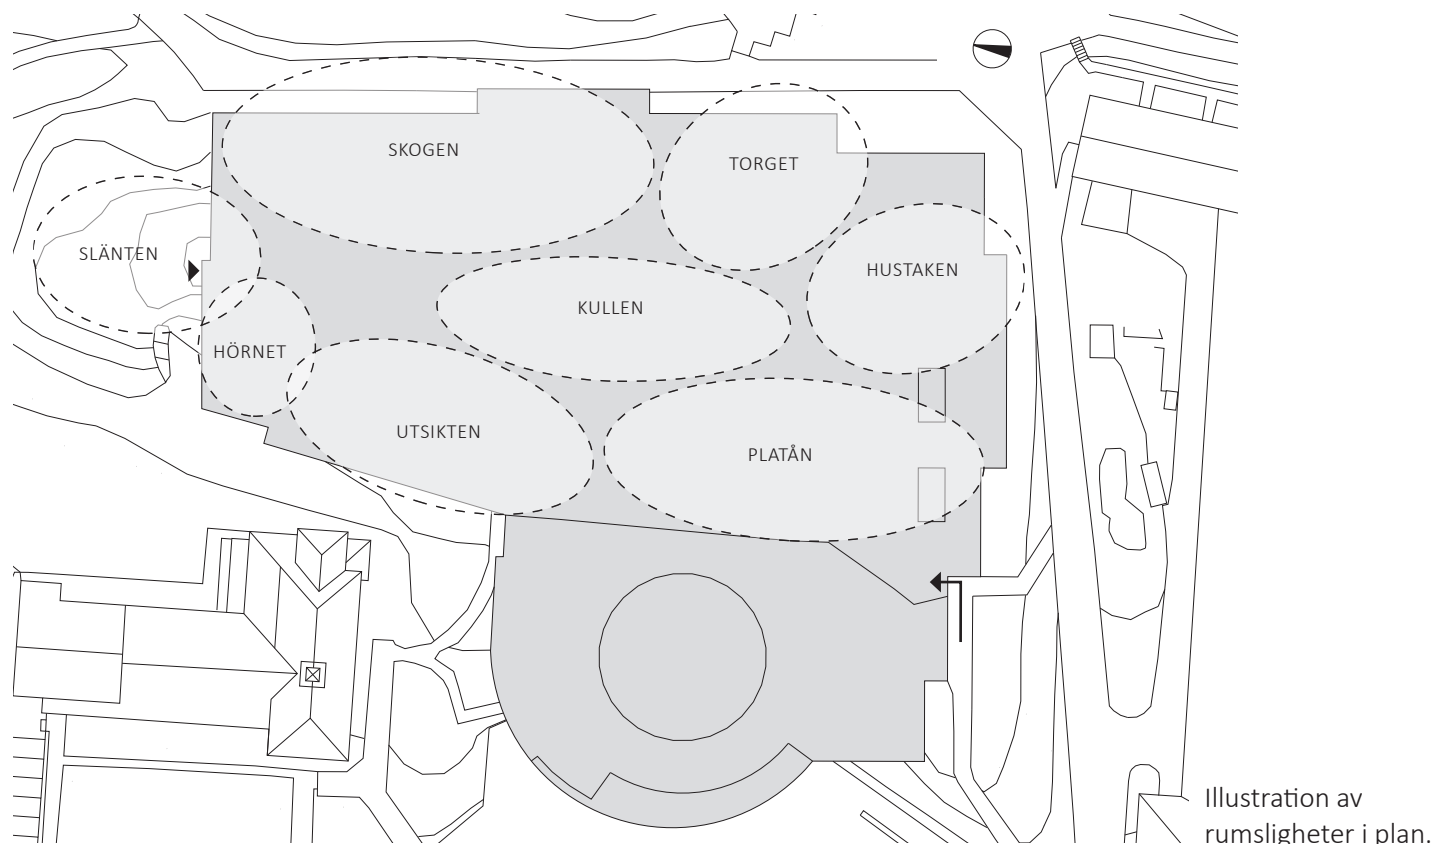 SKOGEN
TORGET
SLÄNTEN
HUSTAKEN
KULLEN
HÖRNET
UTSIKTEN
PLATÅN
Illustration av
rumsligheter i plan.